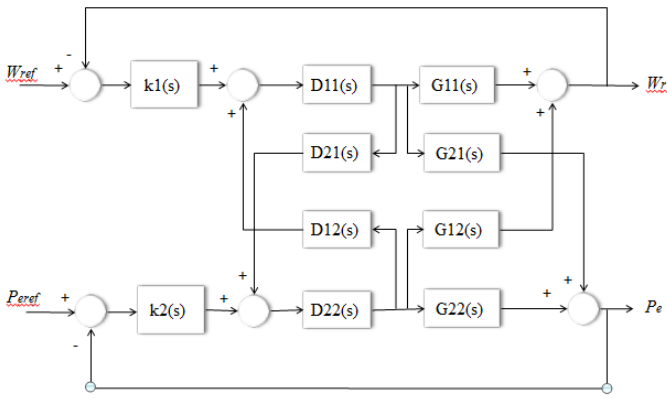 -
Wref + + +
k1(s) D11(s) G11(s) Wr
+ +
D21(s) G21(s)
D12(s) G12(s)
+ +
Peref + + +
k2(s) D22(s) G22(s) Pe
-